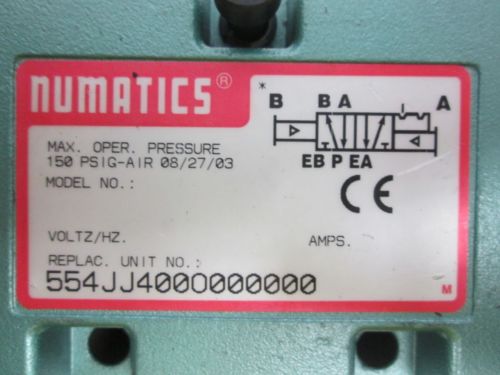 numatics®
*
B B A A
EB P EA
MAX. OPER. PRESSURE
150 PSIG-AIR 08/27/03
MODEL NO.:
CE
VOLTZ/HZ. AMPS.
REPLAC. UNIT NO.:
554JJ4000000000
M